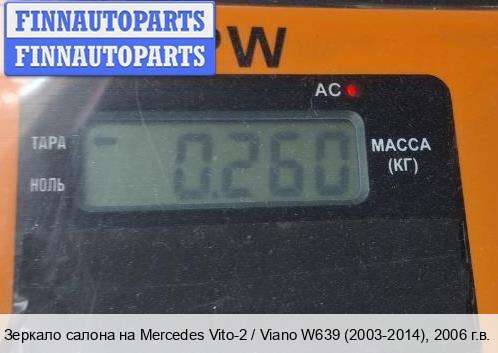 FINNAUTOPARTS
FINNAUTOPARTS
PW
AC
ТАРА
0.260
МАССА
(КГ)
НОЛЬ
Зеркало салона на Mercedes Vito-2 / Viano W639 (2003-2014), 2006 г.в.